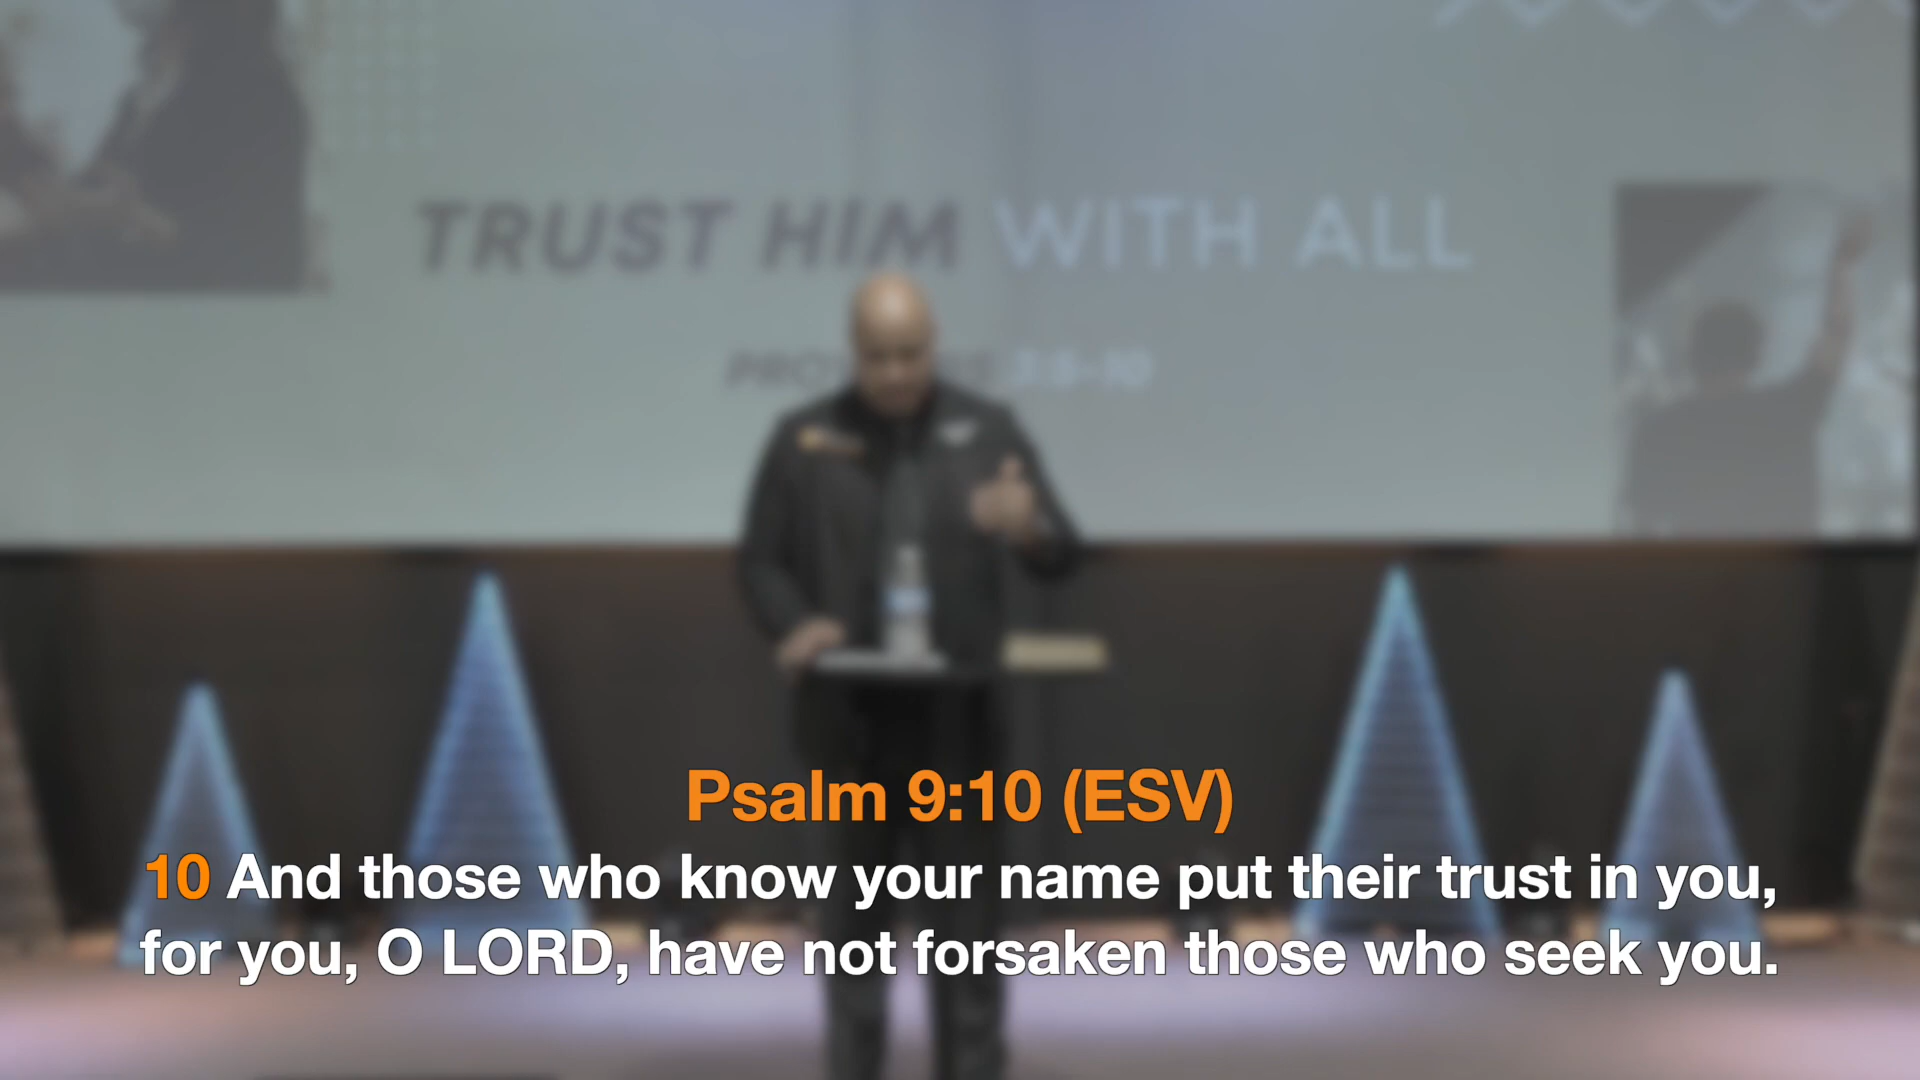 TRUST HIM WITH ALL
Psalm 9:10 (ESV)
10 And those who know your name put their trust in you,
for you, O LORD, have not forsaken those who seek you.